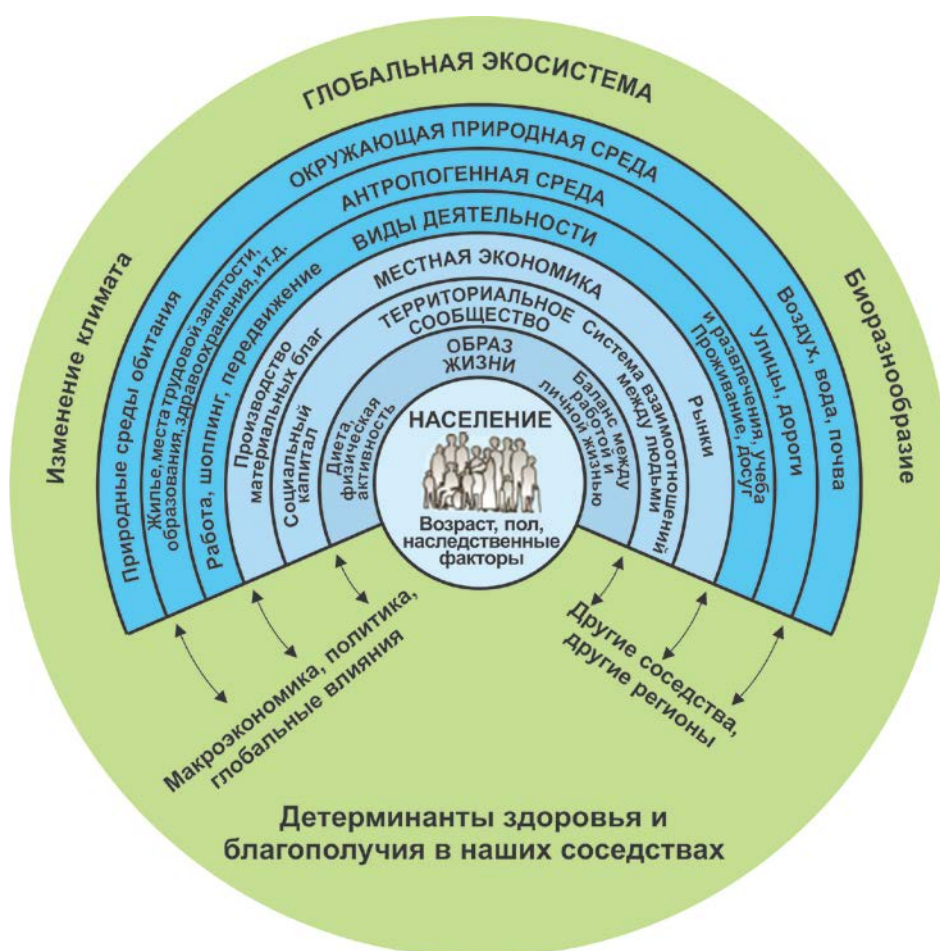 ГЛОБАЛЬНАЯ ЭКОСИСТЕМА
Изменение климата
Биоразнообразие
ОКРУЖАЮЩАЯ ПРИРОДНАЯ СРЕДА
Природные среды обитания
Воздух, вода, почва
АНТРОПОГЕННАЯ СРЕДА
Жилье, места трудовой занятости,
образования, здравоохранения, и т.д.
Улицы, дороги
ВИДЫ ДЕЯТЕЛЬНОСТИ
Работа, шоппинг, передвижение
Проживание, досуг
и развлечения, учеба
МЕСТНАЯ ЭКОНОМИКА
Производство
материальных благ
Рынки
ТЕРРИТОРИАЛЬНОЕ
СООБЩЕСТВО
Социальный
капитал
Система взаимоотношений
между людьми
ОБРАЗ
ЖИЗНИ
Диета,
физическая
активность
Баланс между
работой и
личной жизнью
НАСЕЛЕНИЕ
Возраст, пол,
наследственные
факторы
Макроэкономика, политика,
глобальные влияния
Другие соседства,
другие регионы
Детерминанты здоровья и
благополучия в наших соседствах